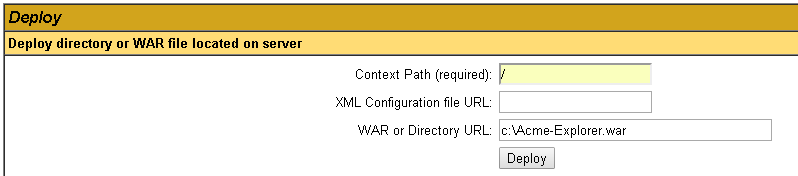 Deploy
Deploy directory or WAR file located on server
Context Path (required): /
XML Configuration file URL:
WAR or Directory URL: c:\Acme-Explorer.war
Deploy